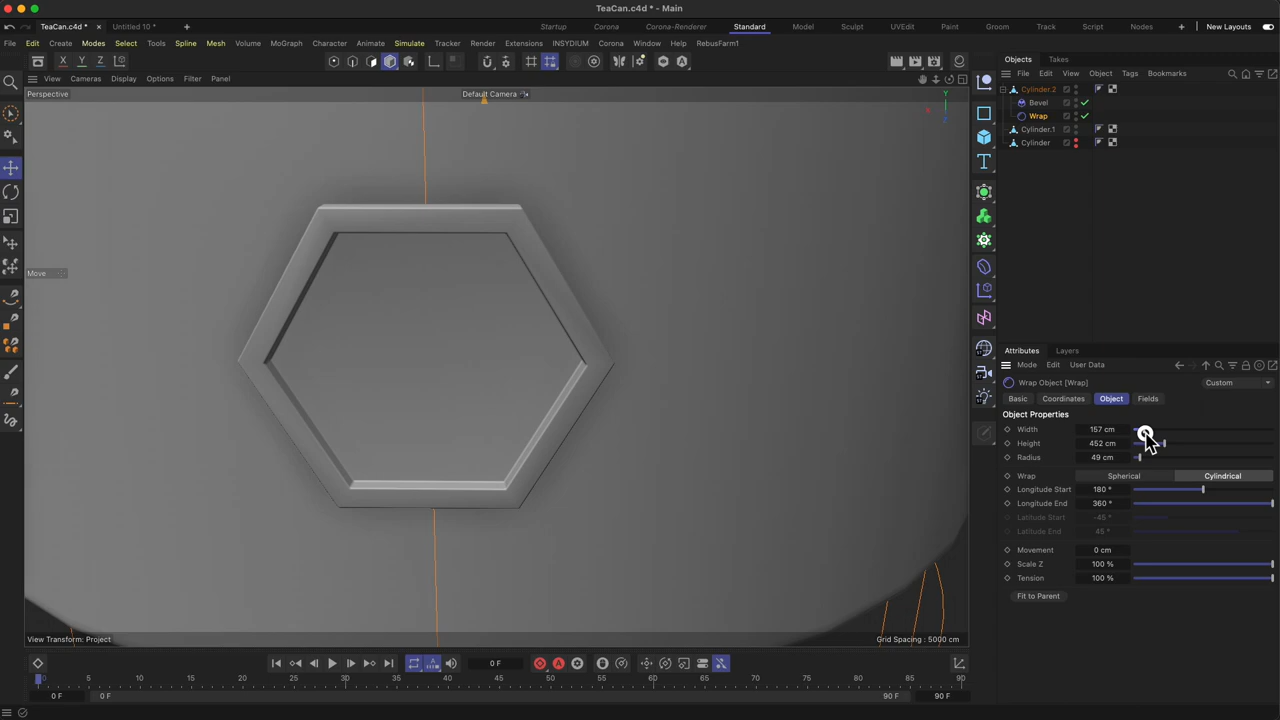 TeaCan.c4d * - Main
TeaCan.c4d *
Untitled 10 *
Startup
Corona
Corona-Renderer
Standard
Model
Sculpt
UVEdit
Paint
Groom
Track
Script
Nodes
New Layouts
File
Edit
Create
Modes
Select
Tools
Spline
Mesh
Volume
MoGraph
Character
Animate
Simulate
Tracker
Render
Extensions
INSYDIUM
Corona
Window
Help
RebusFarm1
X
Y
Z
View
Cameras
Display
Options
Filter
Panel
Perspective
Default Camera
Y
Z
Move
View Transform: Project
Grid Spacing : 5000 cm
Objects
Takes
File
Edit
View
Object
Tags
Bookmarks
Cylinder.2
Bevel
Wrap
Cylinder.1
Cylinder
Attributes
Layers
Mode
Edit
User Data
Wrap Object [Wrap]
Custom
Basic
Coordinates
Object
Fields
Object Properties
Width 157 cm
Height 452 cm
Radius 49 cm
Wrap Spherical Cylindrical
Longitude Start 180 °
Longitude End 360 °
Latitude Start -45 °
Latitude End 45 °
Movement 0 cm
Scale Z 100 %
Tension 100 %
Fit to Parent
0 F
0 5 10 15 20 25 30 35 40 45 50 55 60 65 70 75 80 85 90
0 F
0 F
90 F
90 F